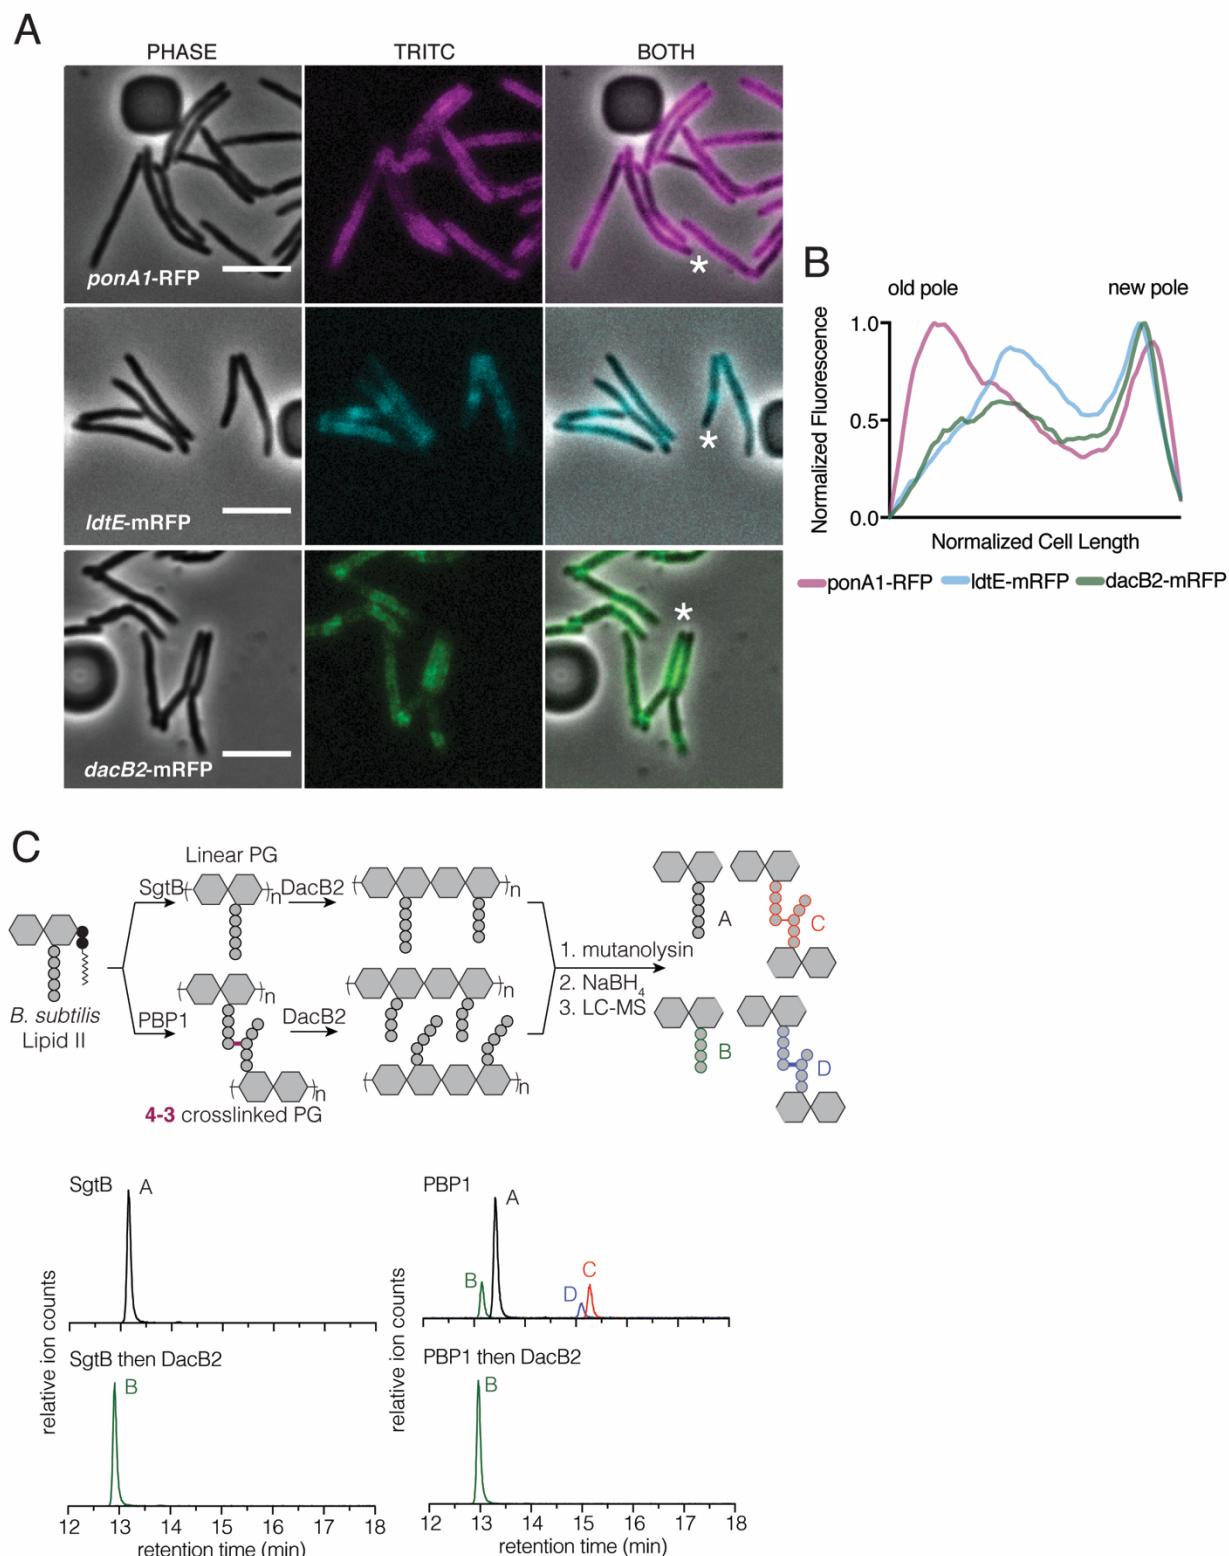 A
PHASE TRITC BOTH
ponA1-RFP
*
ldtE-mRFP
*
dacB2-mRFP
*
B
old pole new pole
Normalized Fluorescence
1.0
0.5
0.0
Normalized Cell Length
ponA1-RFP ldtE-mRFP dacB2-mRFP
C
Linear PG
SgtB
n
DacB2
n
B. subtilis
Lipid II
PBP1
n
DacB2
n
n
n
4-3 crosslinked PG
1. mutanolysin
2. NaBH4
3. LC-MS
A
C
B
D
SgtB
A
PBP1
A
B
D
C
SgtB then DacB2
B
PBP1 then DacB2
B
relative ion counts
relative ion counts
12 13 14 15 16 17 18
retention time (min)
12 13 14 15 16 17 18
retention time (min)